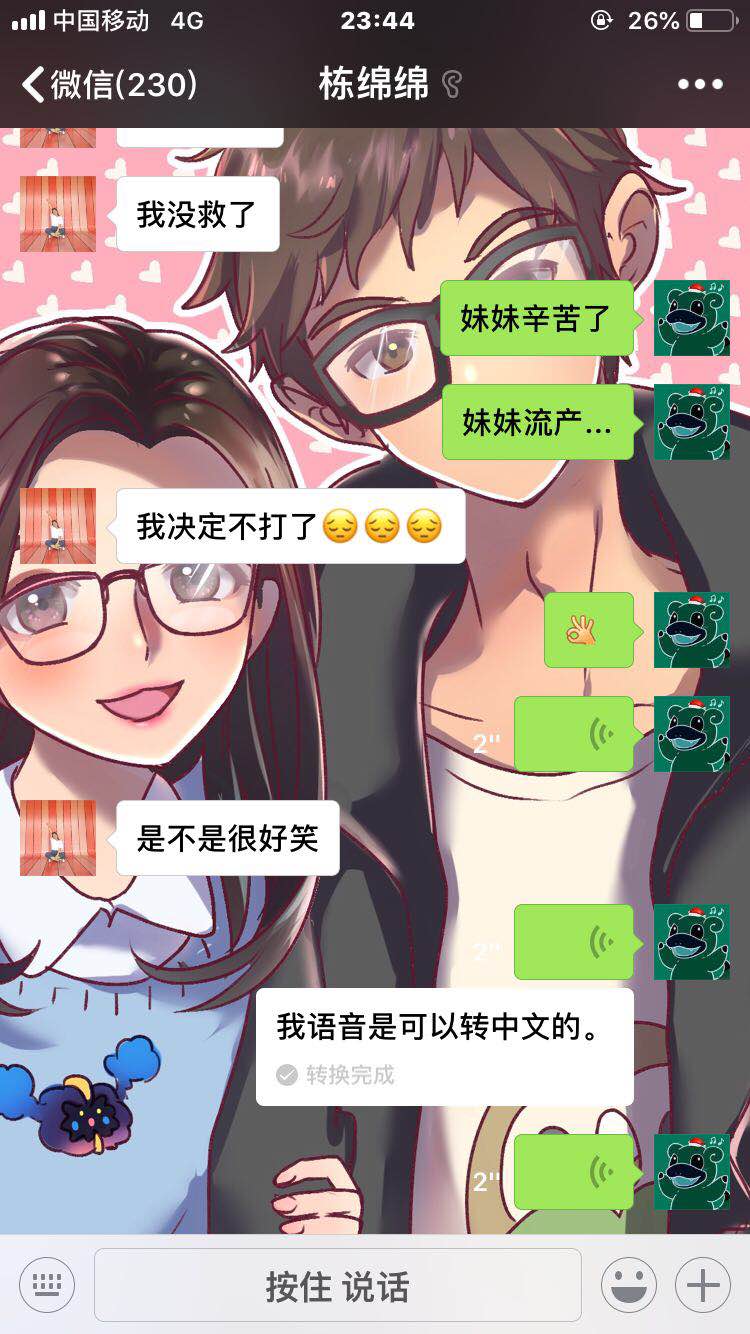 中国移动 4G 23:44 26%
微信(230) 栋绵绵
我没救了
妹妹辛苦了
妹妹流产...
我决定不打了😔😔😔
👌
2"
是不是很好笑
2"
我语音是可以转中文的。
转换完成
2"
按住 说话